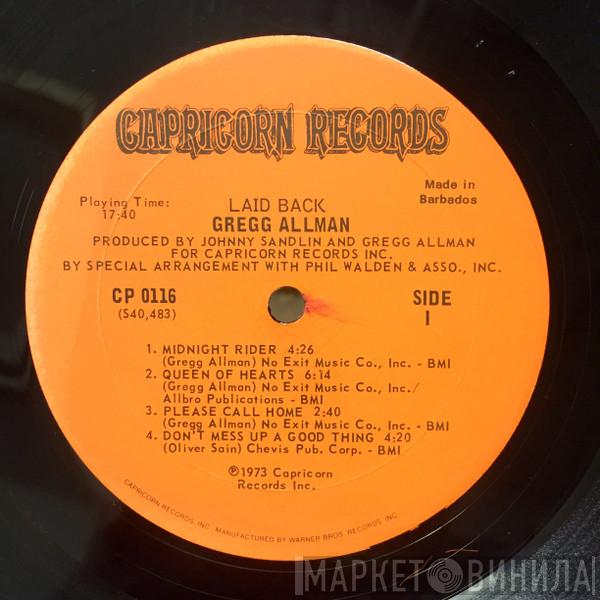 CAPRICORN RECORDS
Playing Time:
17:40
Made in
Barbados
LAID BACK
GREGG ALLMAN
PRODUCED BY JOHNNY SANDLIN AND GREGG ALLMAN
FOR CAPRICORN RECORDS INC.
BY SPECIAL ARRANGEMENT WITH PHIL WALDEN & ASSO., INC.
CP 0116
(S40,483)
SIDE
I
1. MIDNIGHT RIDER 4:26
(Gregg Allman) No Exit Music Co., Inc. - BMI
2. QUEEN OF HEARTS 6:14
(Gregg Allman) No Exit Music Co., Inc./
Allbro Publications - BMI
3. PLEASE CALL HOME 2:40
(Gregg Allman) No Exit Music Co., Inc. - BMI
4. DON'T MESS UP A GOOD THING 4:20
(Oliver Sain) Chevis Pub. Corp. - BMI
℗1973 Capricorn
Records Inc.
CAPRICORN RECORDS, INC. MANUFACTURED BY WARNER BROS. RECORDS INC.
МАРКЕТ ВИНИЛА